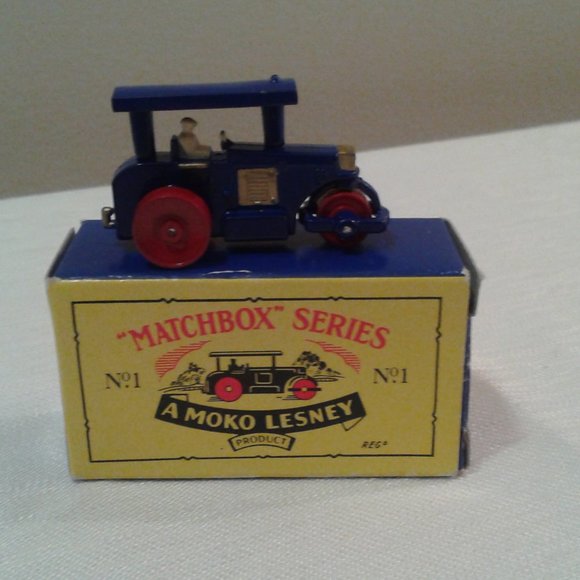 "MATCHBOX" SERIES
Nº1
Nº1
A MOKO LESNEY
PRODUCT
REGᴰ